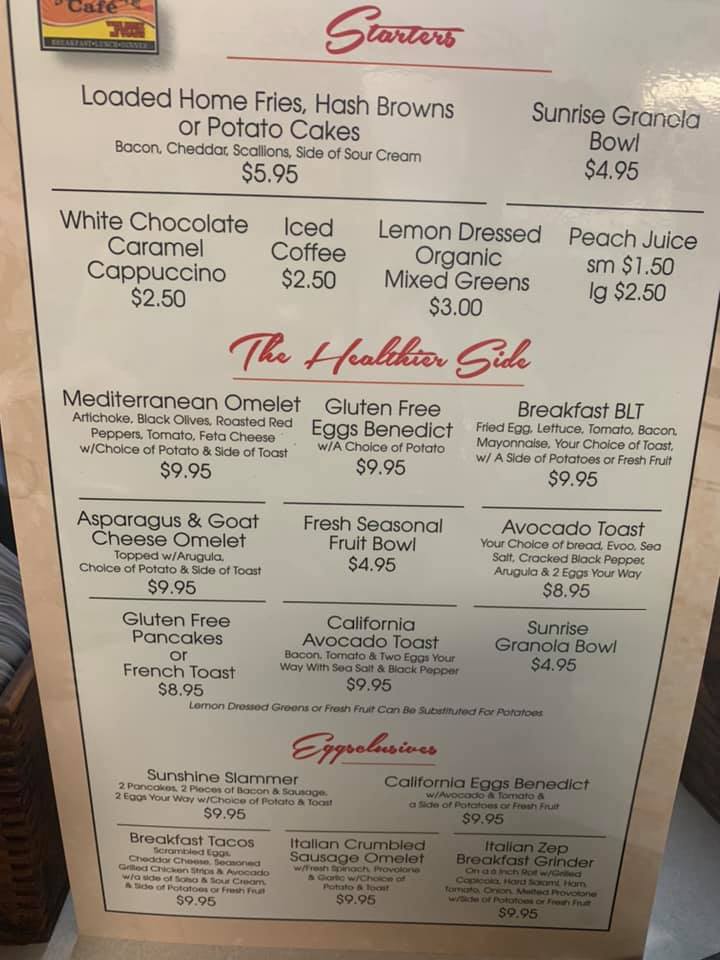 Café
BREAKFAST•LUNCH•DINNER
Starters
Loaded Home Fries, Hash Browns
or Potato Cakes
Bacon, Cheddar, Scallions, Side of Sour Cream
$5.95
Sunrise Granola
Bowl
$4.95
White Chocolate
Caramel
Cappuccino
$2.50
Iced
Coffee
$2.50
Lemon Dressed
Organic
Mixed Greens
$3.00
Peach Juice
sm $1.50
lg $2.50
The Healthier Side
Mediterranean Omelet
Artichoke, Black Olives, Roasted Red
Peppers, Tomato, Feta Cheese
w/Choice of Potato & Side of Toast
$9.95
Gluten Free
Eggs Benedict
w/A Choice of Potato
$9.95
Breakfast BLT
Fried Egg, Lettuce, Tomato, Bacon,
Mayonnaise, Your Choice of Toast,
w/ A Side of Potatoes or Fresh Fruit
$9.95
Asparagus & Goat
Cheese Omelet
Topped w/Arugula,
Choice of Potato & Side of Toast
$9.95
Fresh Seasonal
Fruit Bowl
$4.95
Avocado Toast
Your Choice of bread, Evoo, Sea
Salt, Cracked Black Pepper,
Arugula & 2 Eggs Your Way
$8.95
Gluten Free
Pancakes
or
French Toast
$8.95
California
Avocado Toast
Bacon, Tomato & Two Eggs Your
Way With Sea Salt & Black Pepper
$9.95
Sunrise
Granola Bowl
$4.95
Lemon Dressed Greens or Fresh Fruit Can Be Substituted For Potatoes
Eggsclusives
Sunshine Slammer
2 Pancakes, 2 Pieces of Bacon & Sausage,
2 Eggs Your Way w/Choice of Potato & Toast
$9.95
California Eggs Benedict
w/Avocado & Tomato &
a Side of Potatoes or Fresh Fruit
$9.95
Breakfast Tacos
Scrambled Eggs,
Cheddar Cheese, Seasoned
Grilled Chicken Strips & Avocado
w/a side of Salsa & Sour Cream,
& Side of Potatoes or Fresh Fruit
$9.95
Italian Crumbled
Sausage Omelet
w/Fresh Spinach, Provolone
& Garlic w/Choice of
Potato & Toast
$9.95
Italian Zep
Breakfast Grinder
On a 6 Inch Roll w/Grilled
Capicola, Hard Salami, Ham,
Tomato, Onion, Melted Provolone
w/Side of Potatoes or Fresh Fruit
$9.95